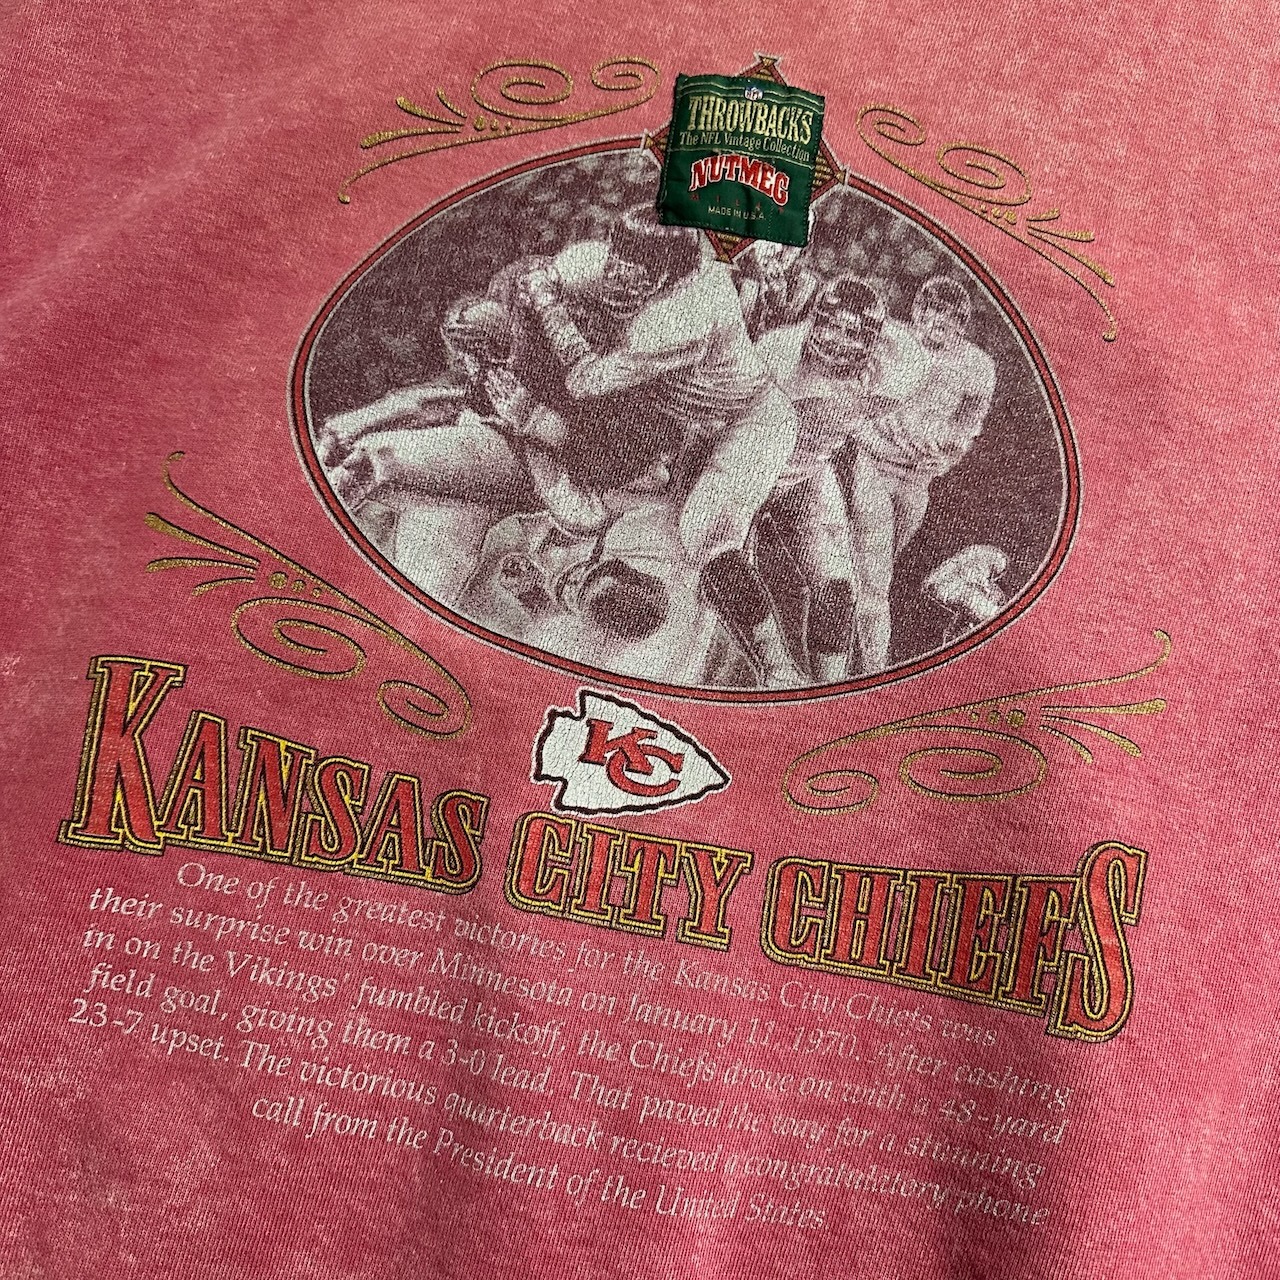 NFL
THROWBACKS
The NFL Vintage Collection
NUTMEG
MILLS
MADE IN U.S.A.
KC
KANSAS CITY CHIEFS
One of the greatest victories for the Kansas City Chiefs was
their surprise win over Minnesota on January 11, 1970. After cashing
in on the Vikings' fumbled kickoff, the Chiefs drove on with a 48-yard
field goal, giving them a 3-0 lead. That paved the way for a stunning
23-7 upset. The victorious quarterback recieved a congratulatory phone
call from the President of the United States.